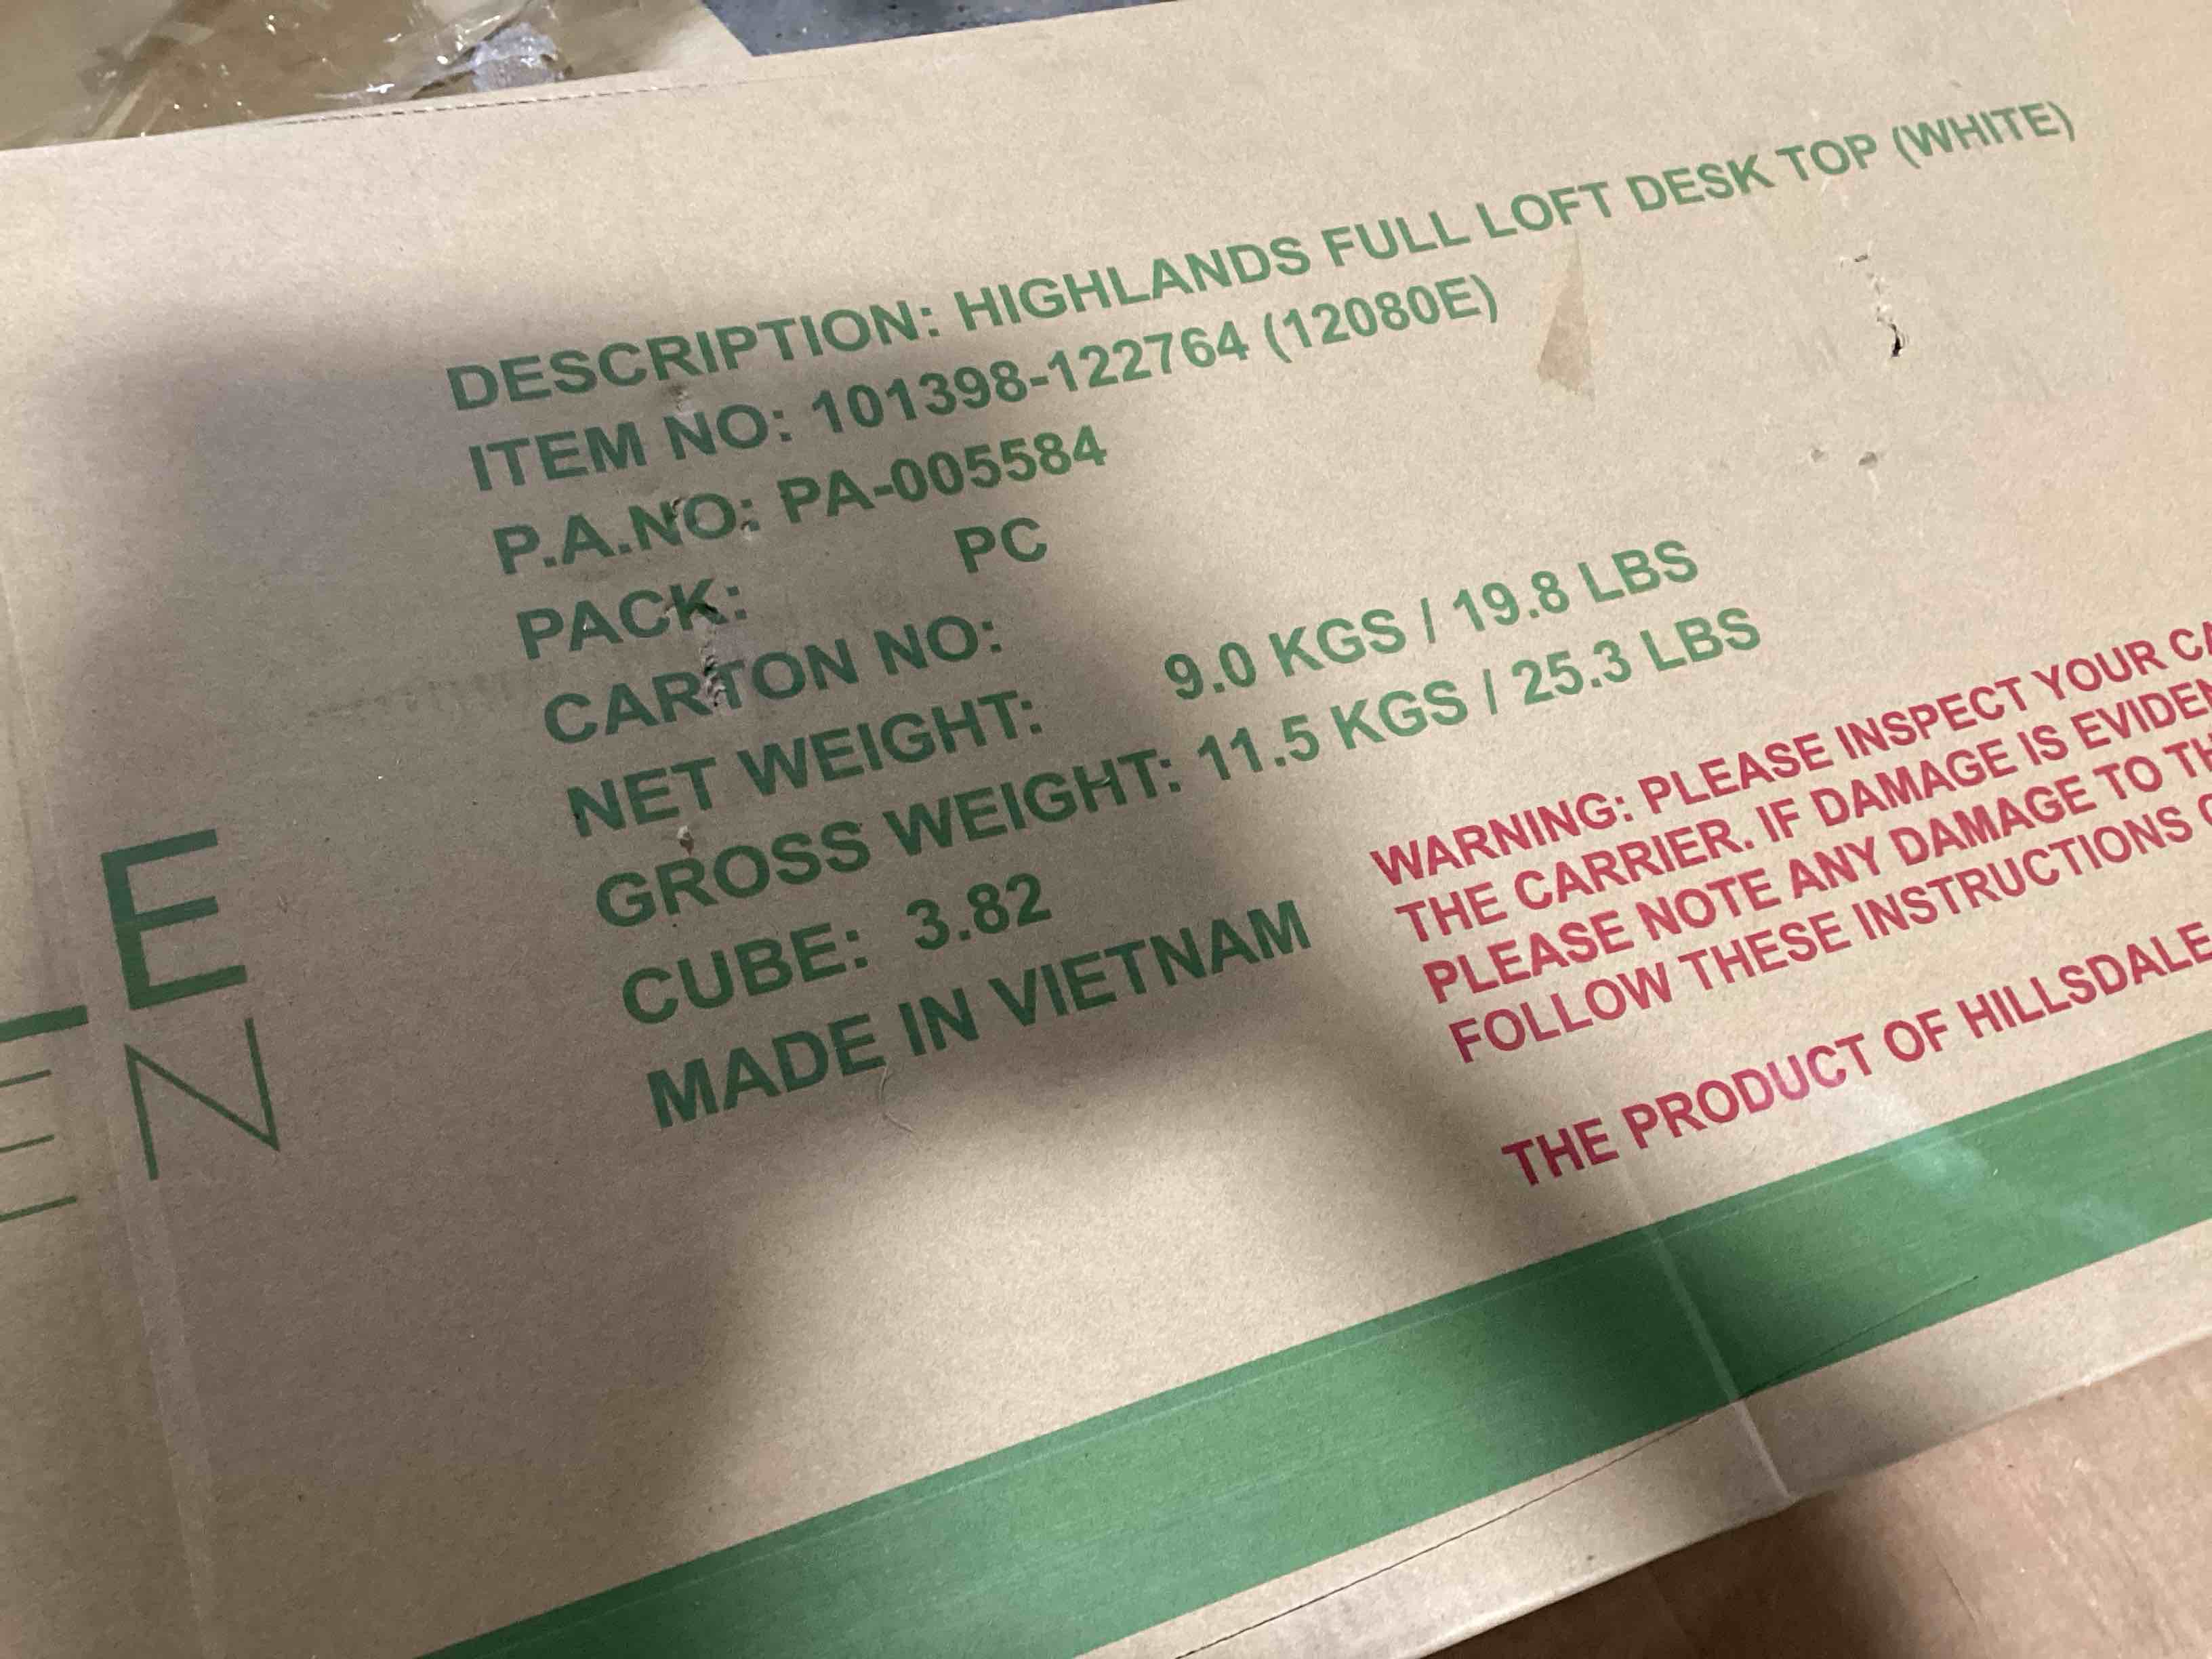 DESCRIPTION: HIGHLANDS FULL LOFT DESK TOP (WHITE)
ITEM NO: 101398-122764 (12080E)
P.A.NO: PA-005584
PACK: PC
CARTON NO:
NET WEIGHT: 9.0 KGS / 19.8 LBS
GROSS WEIGHT: 11.5 KGS / 25.3 LBS
CUBE: 3.82
MADE IN VIETNAM
WARNING: PLEASE INSPECT YOUR
THE CARRIER. IF DAMAGE IS
PLEASE NOTE ANY DAMAGE TO
FOLLOW THESE INSTRUCTIONS
THE PRODUCT OF HILLSDALE